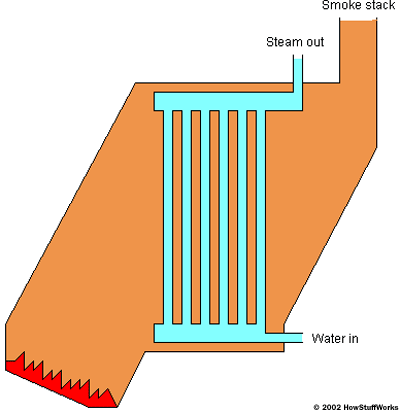 Smoke stack
Steam out
Water in
© 2002 HowStuffWorks